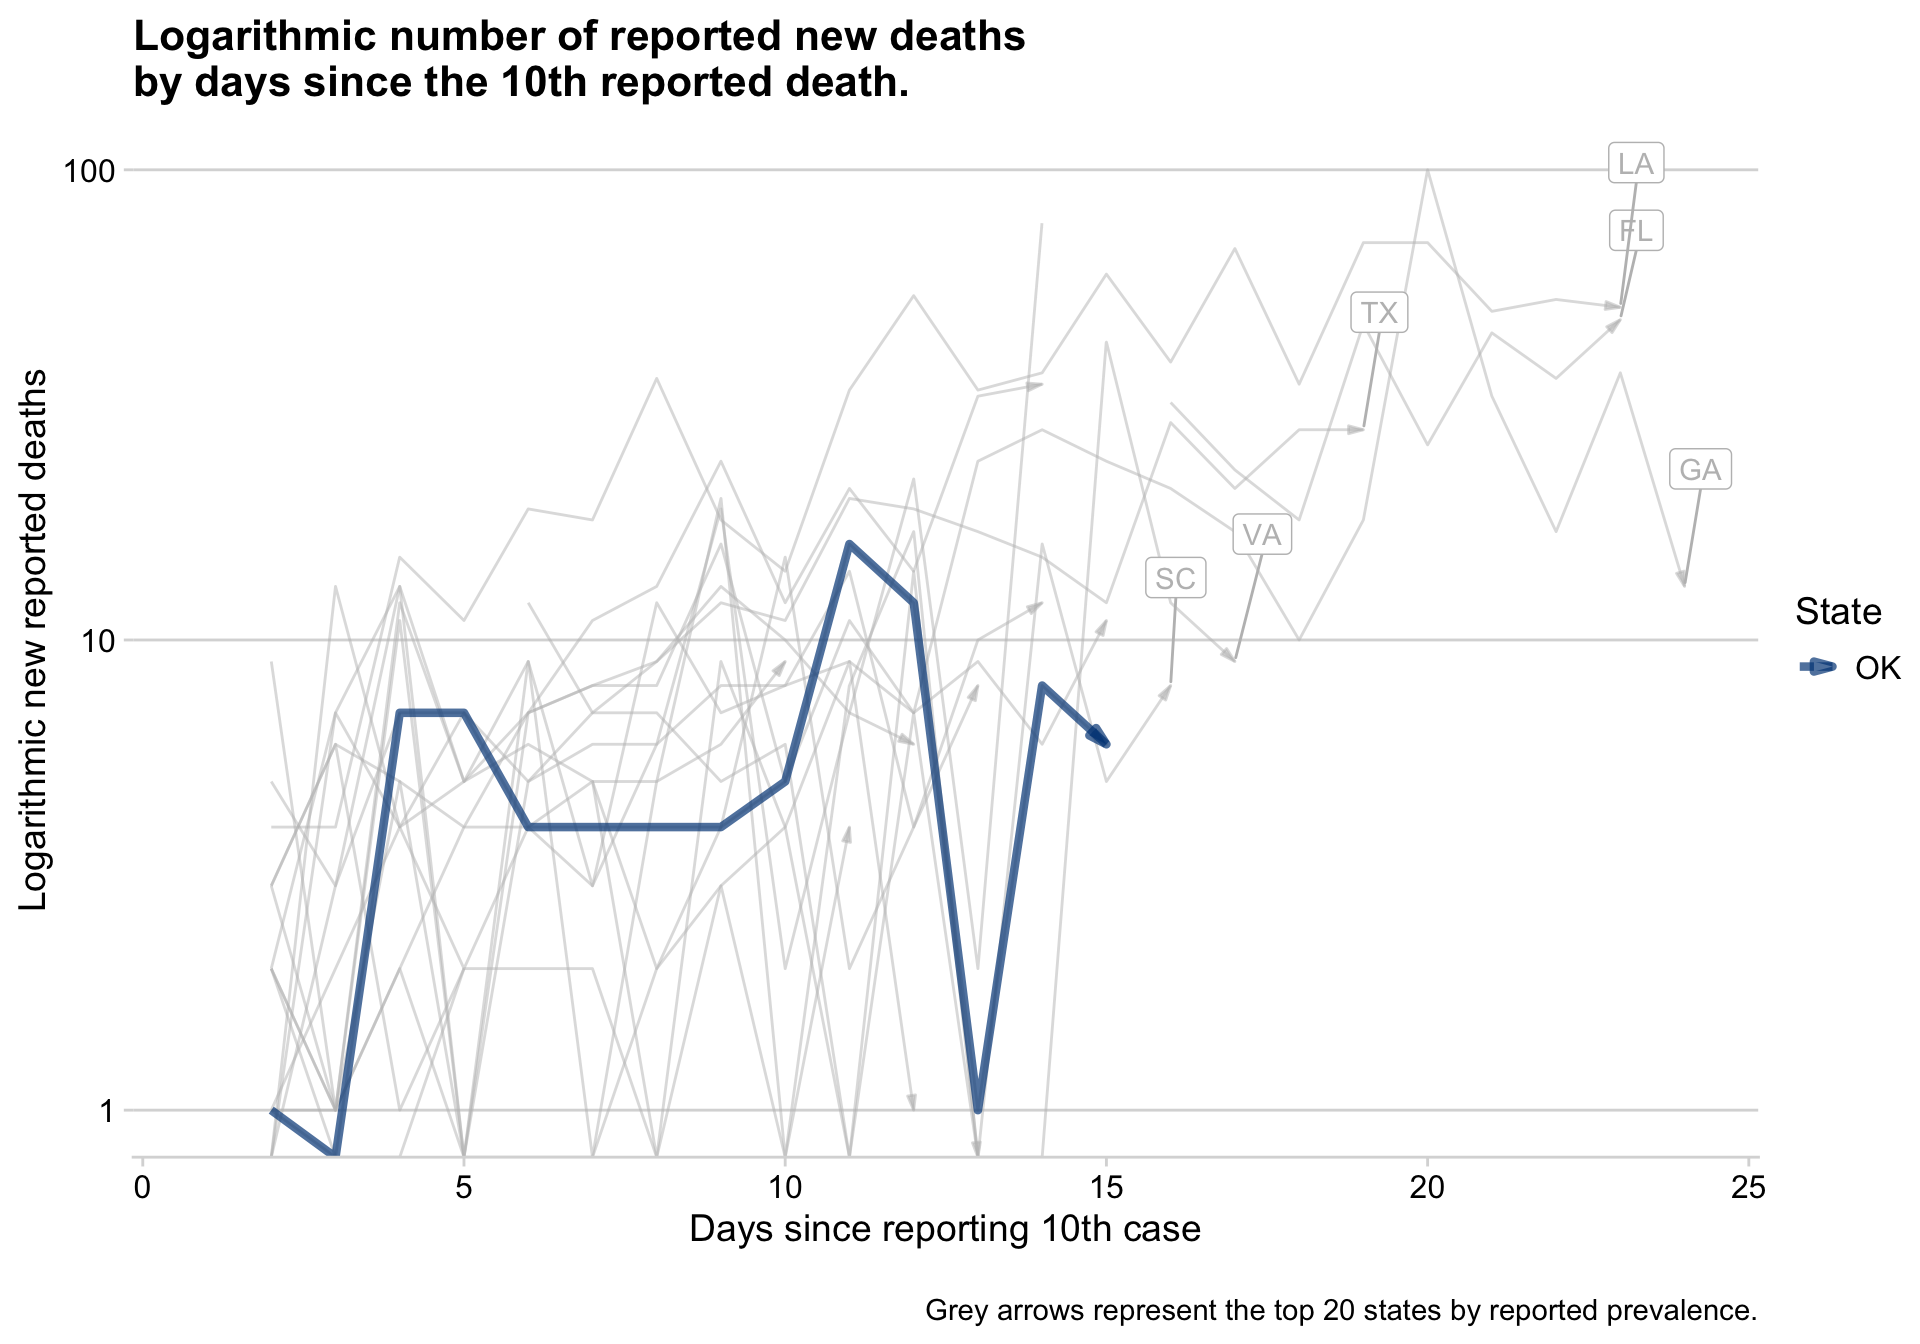 Logarithmic number of reported new deaths
by days since the 10th reported death.
Logarithmic new reported deaths
100
10
1
LA
FL
TX
GA
VA
SC
State
OK
0 5 10 15 20 25
Days since reporting 10th case
Grey arrows represent the top 20 states by reported prevalence.